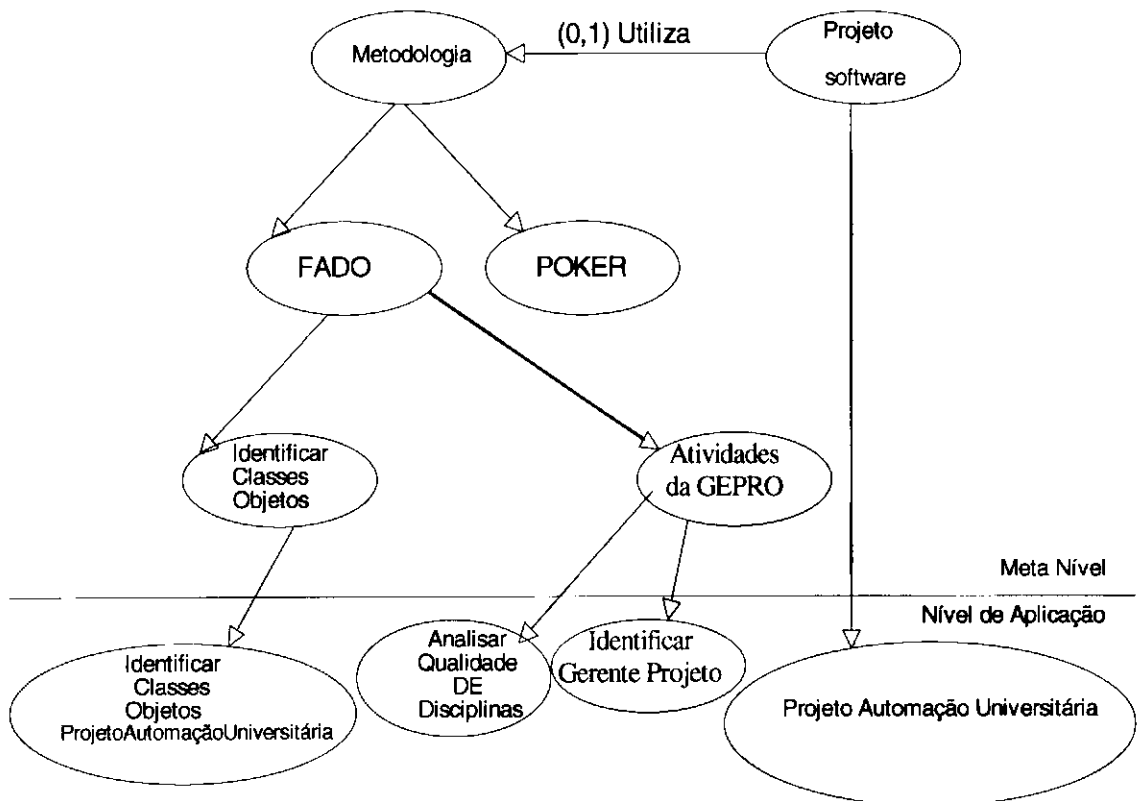 Metodologia
(0,1) Utiliza
Projeto
software
FADO
POKER
Identificar
Classes
Objetos
Atividades
da GEPRO
Meta Nível
Nível de Aplicação
Identificar
Classes
Objetos
ProjetoAutomaçãoUniversitária
Analisar
Qualidade
DE
Disciplinas
Identificar
Gerente Projeto
Projeto Automação Universitária